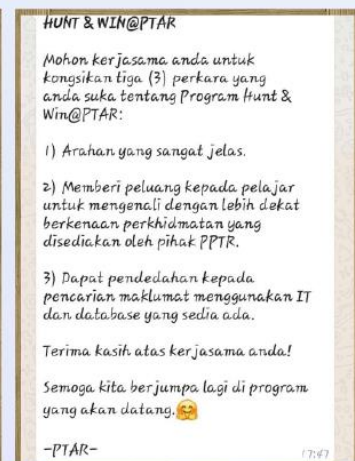 HUNT & WIN@PTAR
Mohon kerjasama anda untuk
kongsikan tiga (3) perkara yang
anda suka tentang Program Hunt &
Win@PTAR:
1) Arahan yang sangat jelas.
2) Memberi peluang kepada pelajar
untuk mengenali dengan lebih dekat
berkenaan perkhidmatan yang
disediakan oleh pihak PPTR.
3) Dapat pendedahan kepada
pencarian maklumat menggunakan IT
dan database yang sedia ada.
Terima kasih atas kerjasama anda!
Semoga kita berjumpa lagi di program
yang akan datang.🤗
-PTAR-
17:47